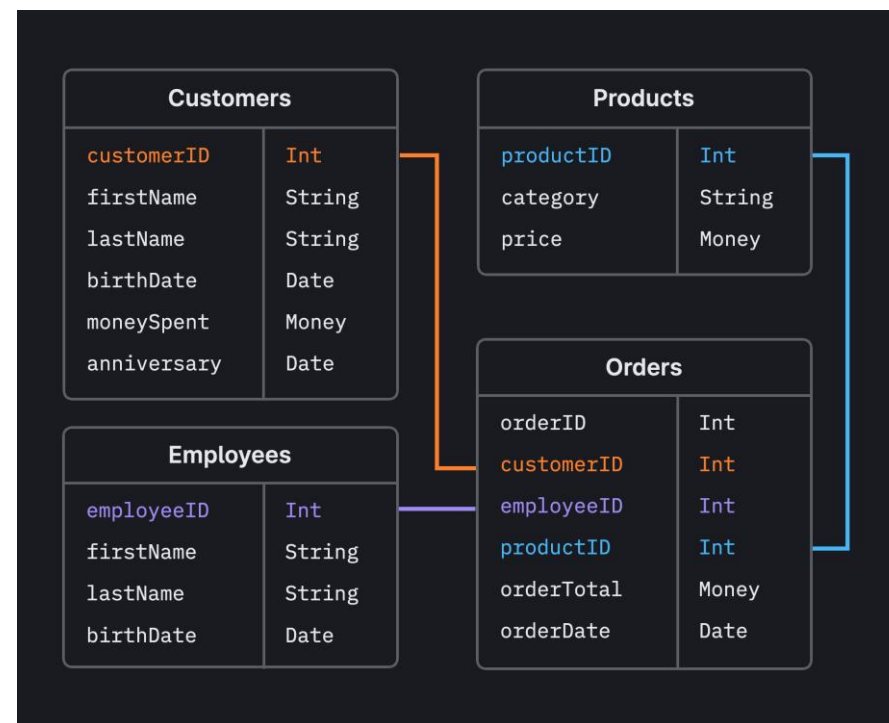 Customers
customerID Int
firstName String
lastName String
birthDate Date
moneySpent Money
anniversary Date
Products
productID Int
category String
price Money
Employees
employeeID Int
firstName String
lastName String
birthDate Date
Orders
orderID Int
customerID Int
employeeID Int
productID Int
orderTotal Money
orderDate Date